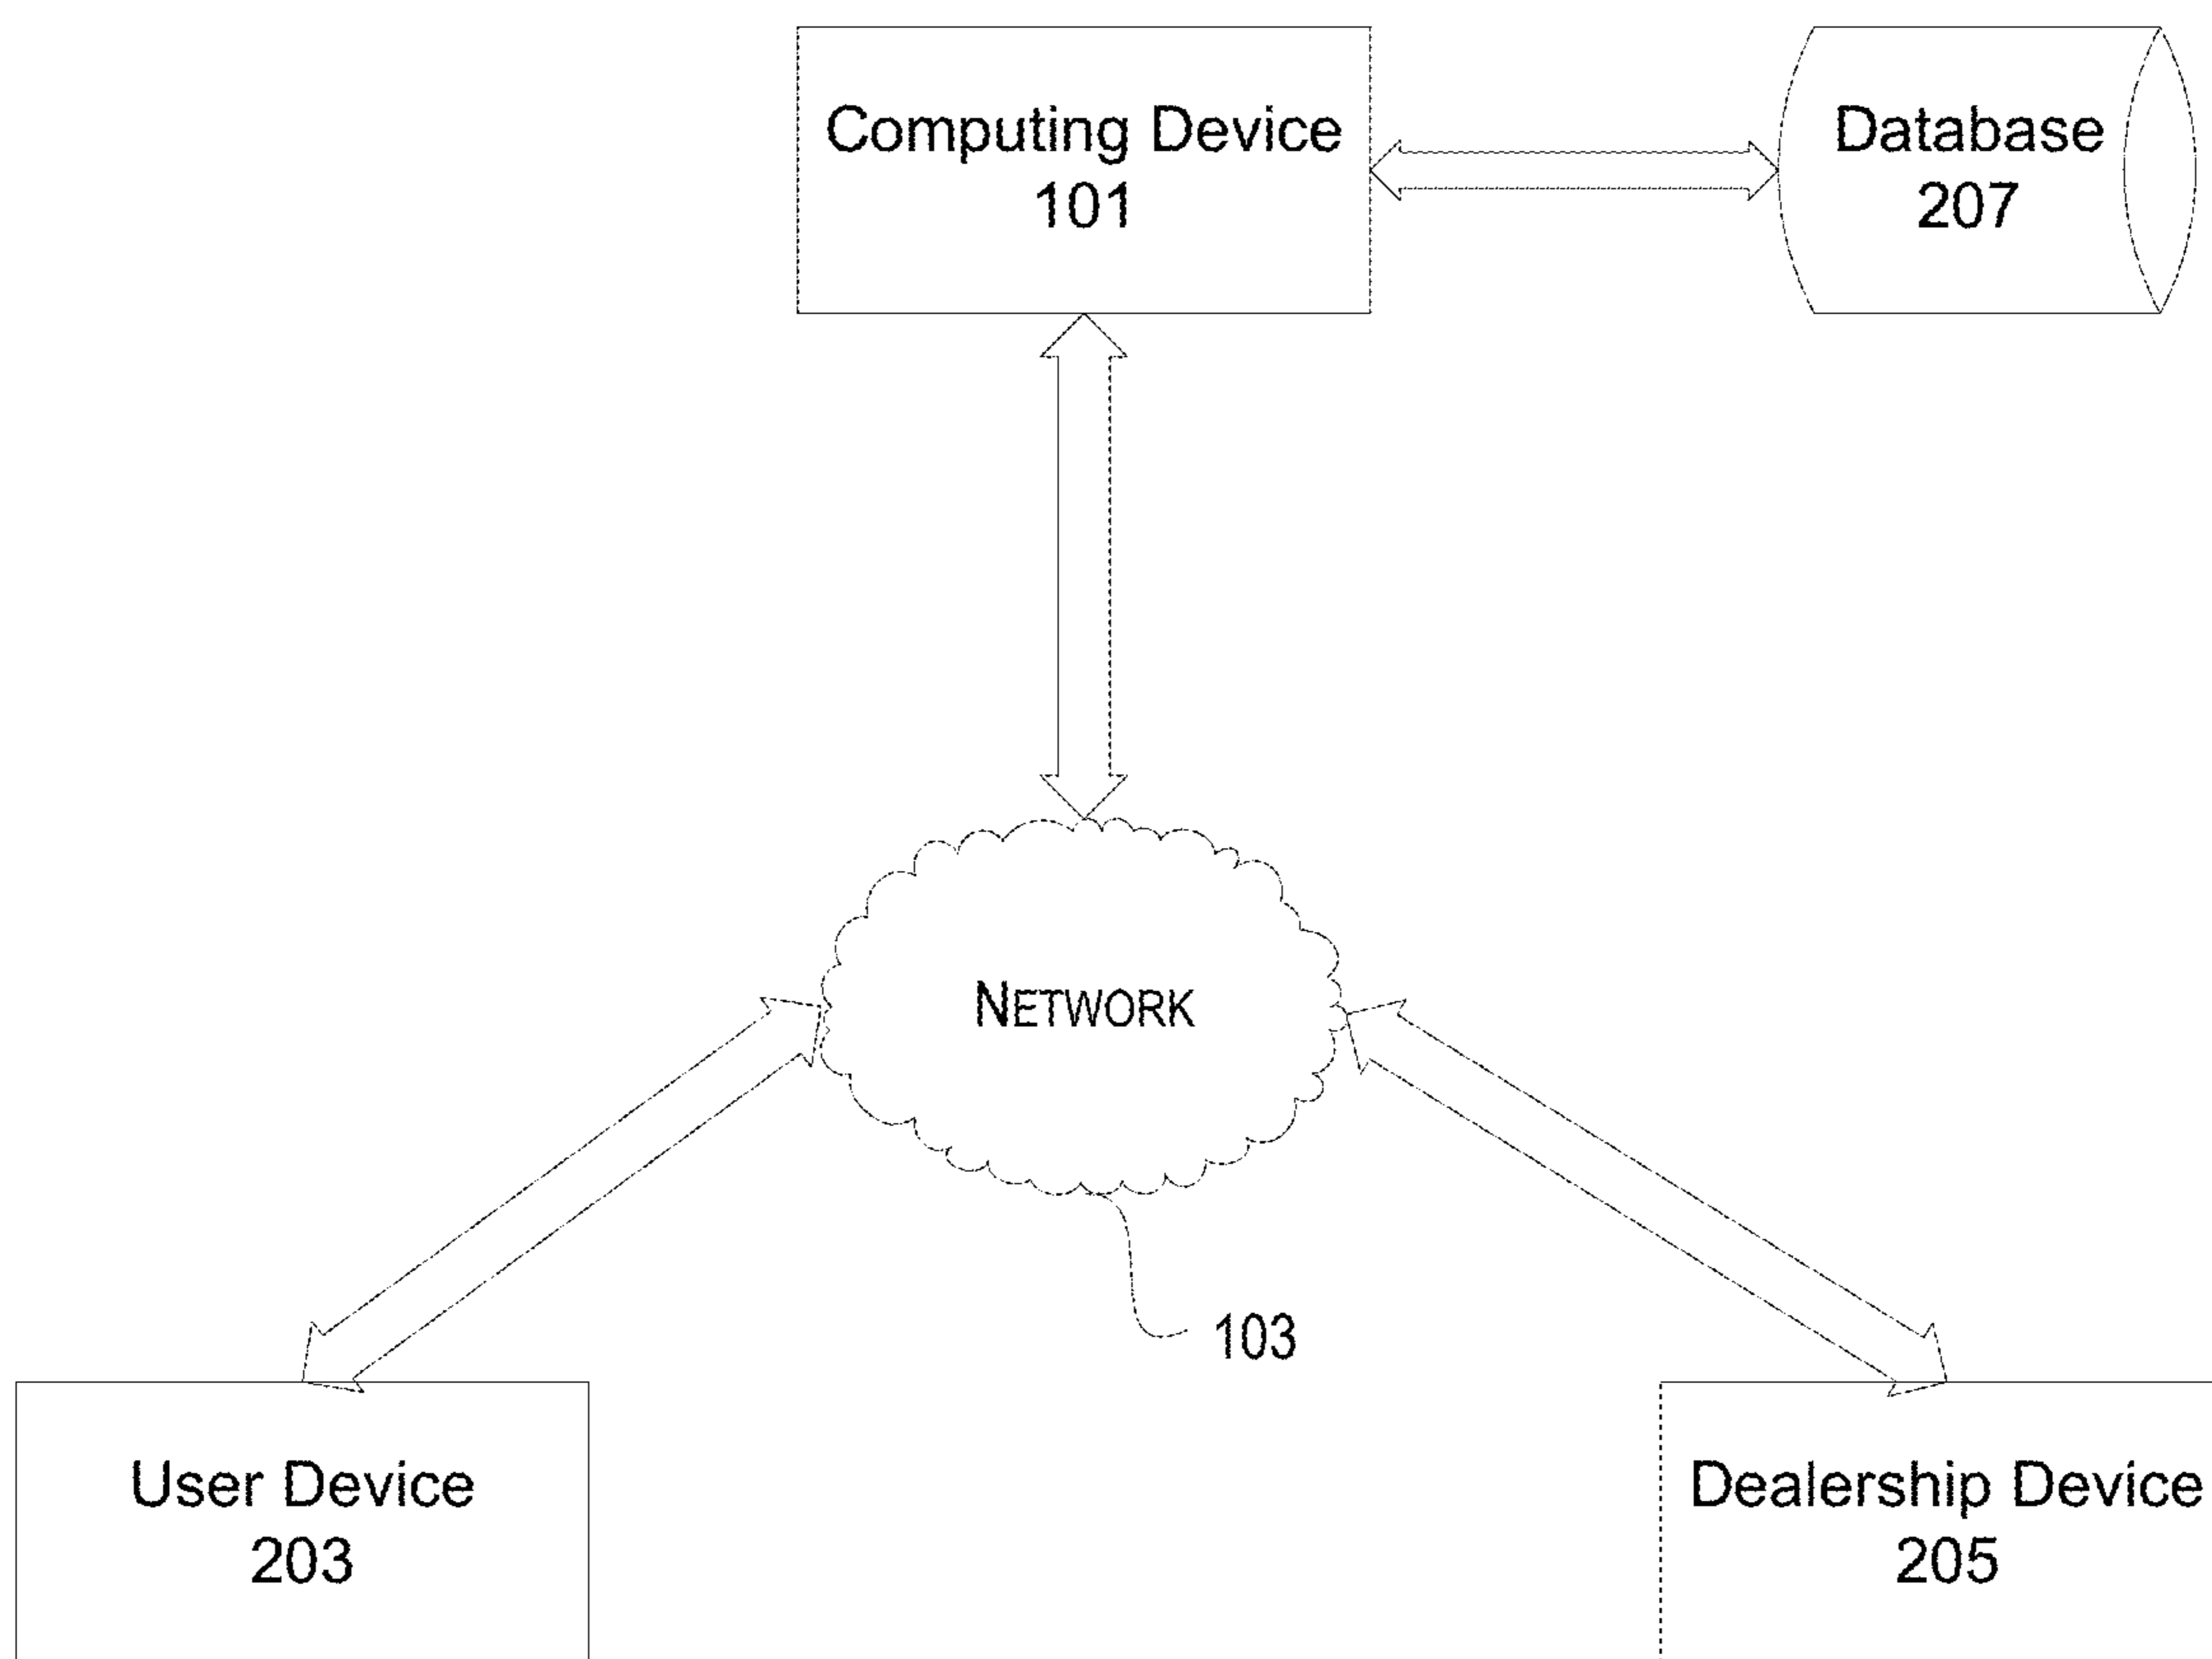 Computing Device
101
Database
207
NETWORK
103
User Device
203
Dealership Device
205